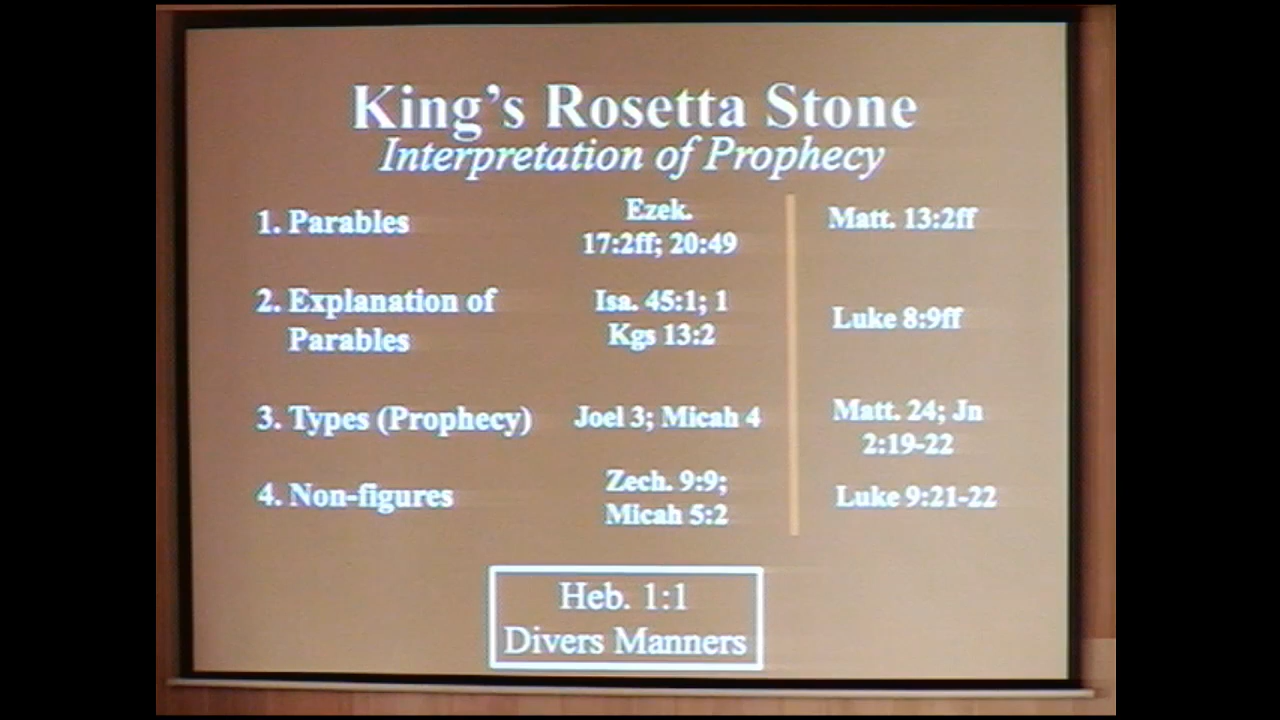 King's Rosetta Stone
Interpretation of Prophecy
1. Parables
Ezek.
17:2ff; 20:49
Matt. 13:2ff
2. Explanation of
Parables
Isa. 45:1; 1
Kgs 13:2
Luke 8:9ff
3. Types (Prophecy)
Joel 3; Micah 4
Matt. 24; Jn
2:19-22
4. Non-figures
Zech. 9:9;
Micah 5:2
Luke 9:21-22
Heb. 1:1
Divers Manners